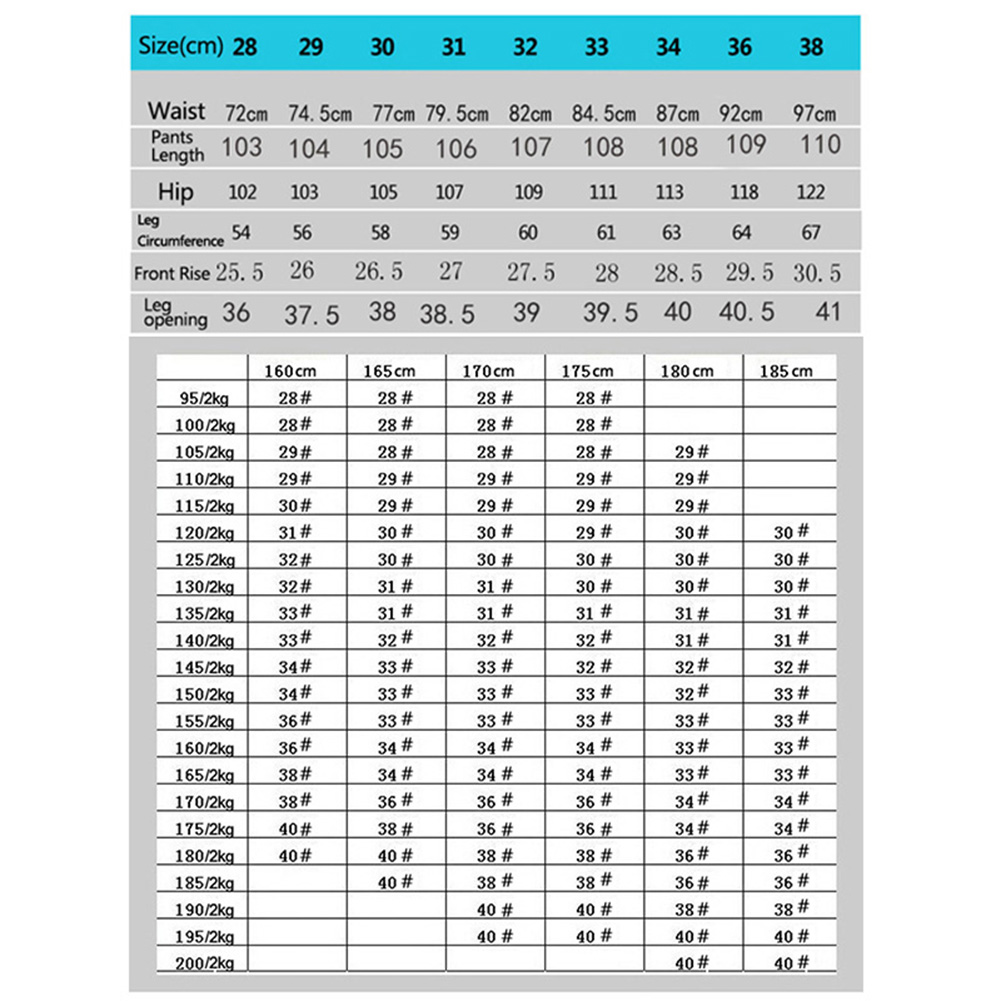 Size(cm) 28 29 30 31 32 33 34 36 38
Waist 72cm 74.5cm 77cm 79.5cm 82cm 84.5cm 87cm 92cm 97cm
Pants
Length 103 104 105 106 107 108 108 109 110
Hip 102 103 105 107 109 111 113 118 122
Leg
Circumference 54 56 58 59 60 61 63 64 67
Front Rise 25.5 26 26.5 27 27.5 28 28.5 29.5 30.5
Leg
opening 36 37.5 38 38.5 39 39.5 40 40.5 41
160cm 165cm 170cm 175cm 180cm 185cm
95/2kg 28# 28# 28# 28#
100/2kg 28# 28# 28# 28#
105/2kg 29# 28# 28# 28# 29#
110/2kg 29# 29# 29# 29# 29#
115/2kg 30# 29# 29# 29# 29#
120/2kg 31# 30# 30# 29# 30# 30#
125/2kg 32# 30# 30# 30# 30# 30#
130/2kg 32# 31# 31# 30# 30# 30#
135/2kg 33# 31# 31# 31# 31# 31#
140/2kg 33# 32# 32# 32# 31# 31#
145/2kg 34# 33# 33# 32# 32# 32#
150/2kg 34# 33# 33# 33# 32# 33#
155/2kg 36# 33# 33# 33# 33# 33#
160/2kg 36# 34# 34# 34# 33# 33#
165/2kg 38# 34# 34# 34# 33# 33#
170/2kg 38# 36# 36# 36# 34# 34#
175/2kg 40# 38# 36# 36# 34# 34#
180/2kg 40# 40# 38# 38# 36# 36#
185/2kg 40# 38# 38# 36# 36#
190/2kg 40# 40# 38# 38#
195/2kg 40# 40# 40# 40#
200/2kg 40# 40#